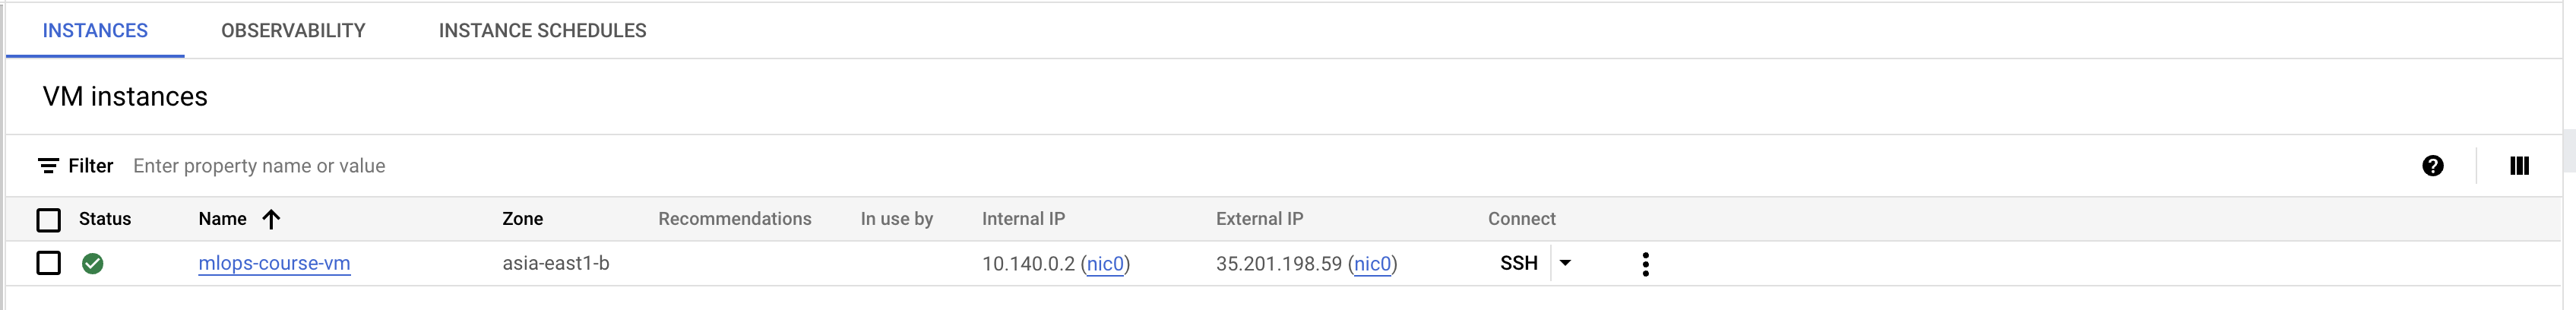 INSTANCES OBSERVABILITY INSTANCE SCHEDULES
VM instances
Filter Enter property name or value
Status Name Zone Recommendations In use by Internal IP External IP Connect
mlops-course-vm asia-east1-b 10.140.0.2 (nic0) 35.201.198.59 (nic0) SSH